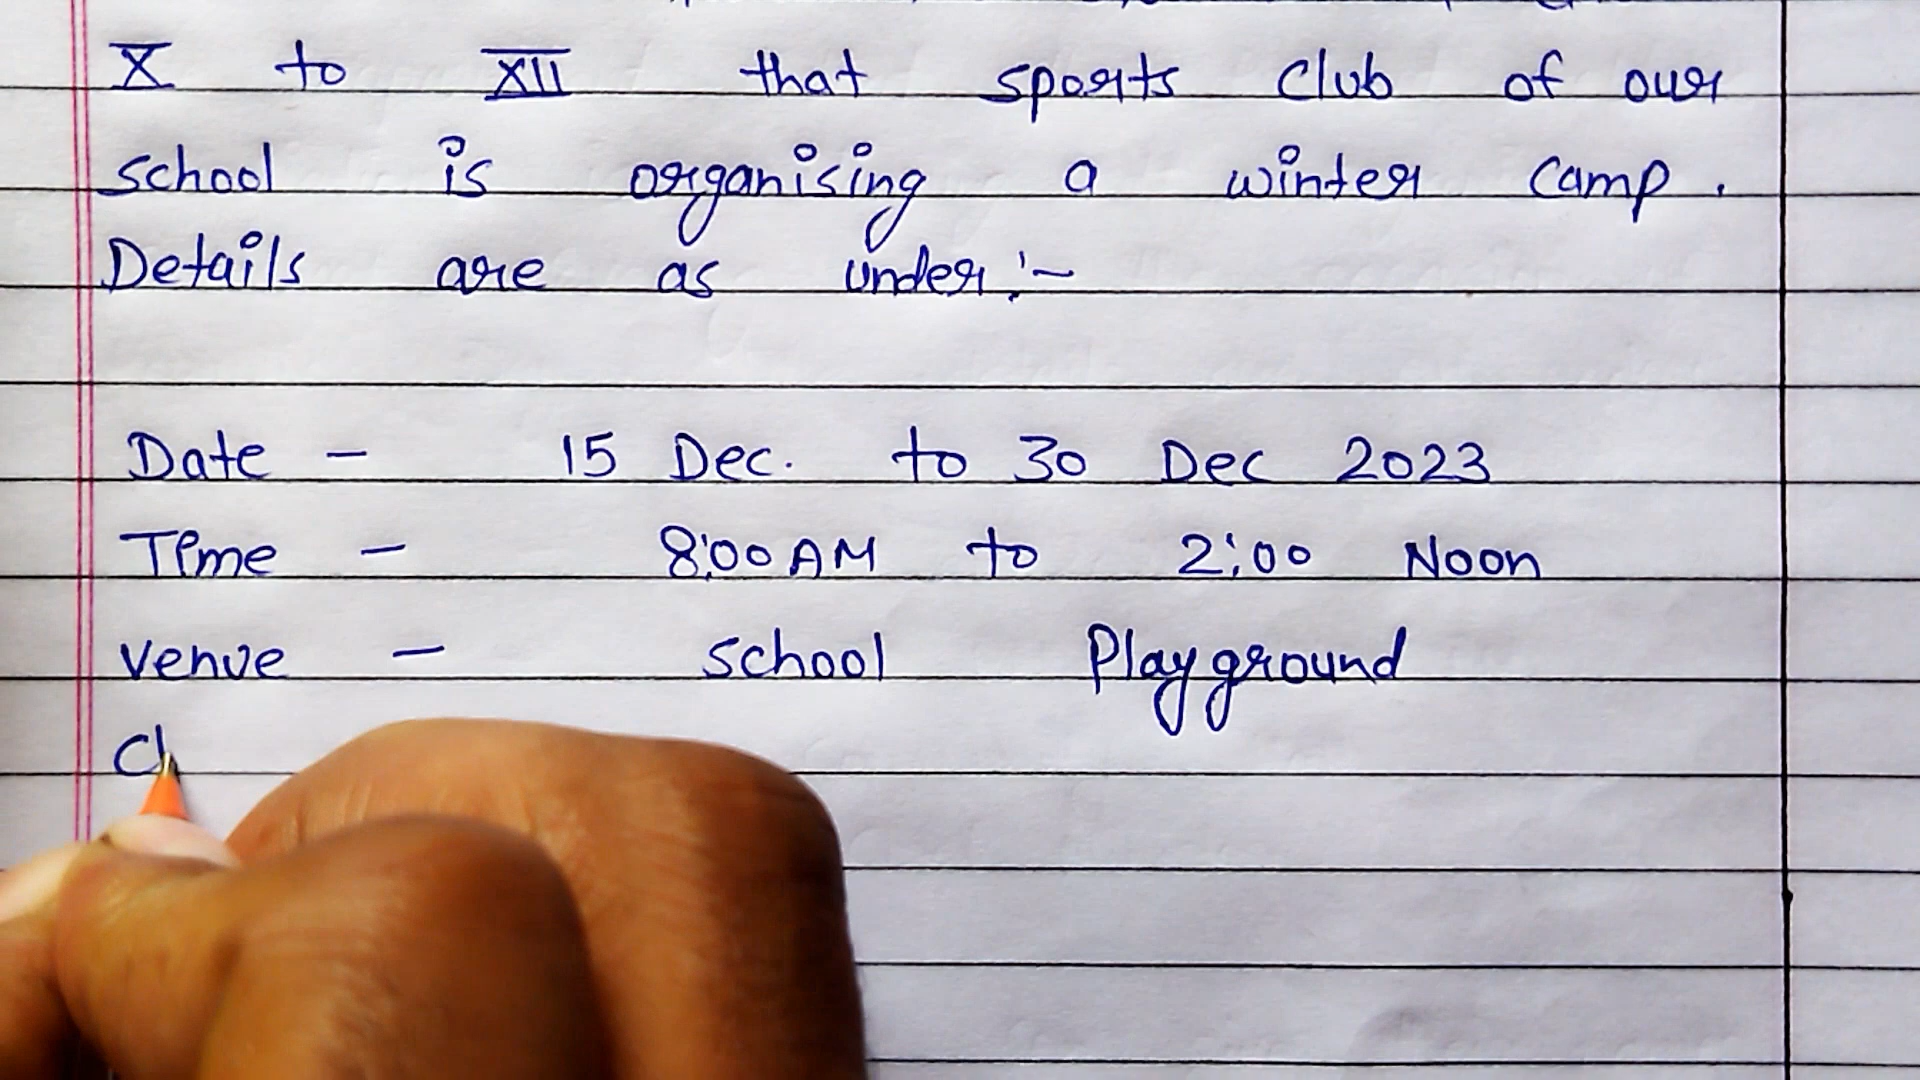 X to XII that sports Club of our
school is organising a winter Camp.
Details are as under:-
Date - 15 Dec. to 30 Dec 2023
Time - 8:00 AM to 2:00 Noon
Venue - School Playground
Cl